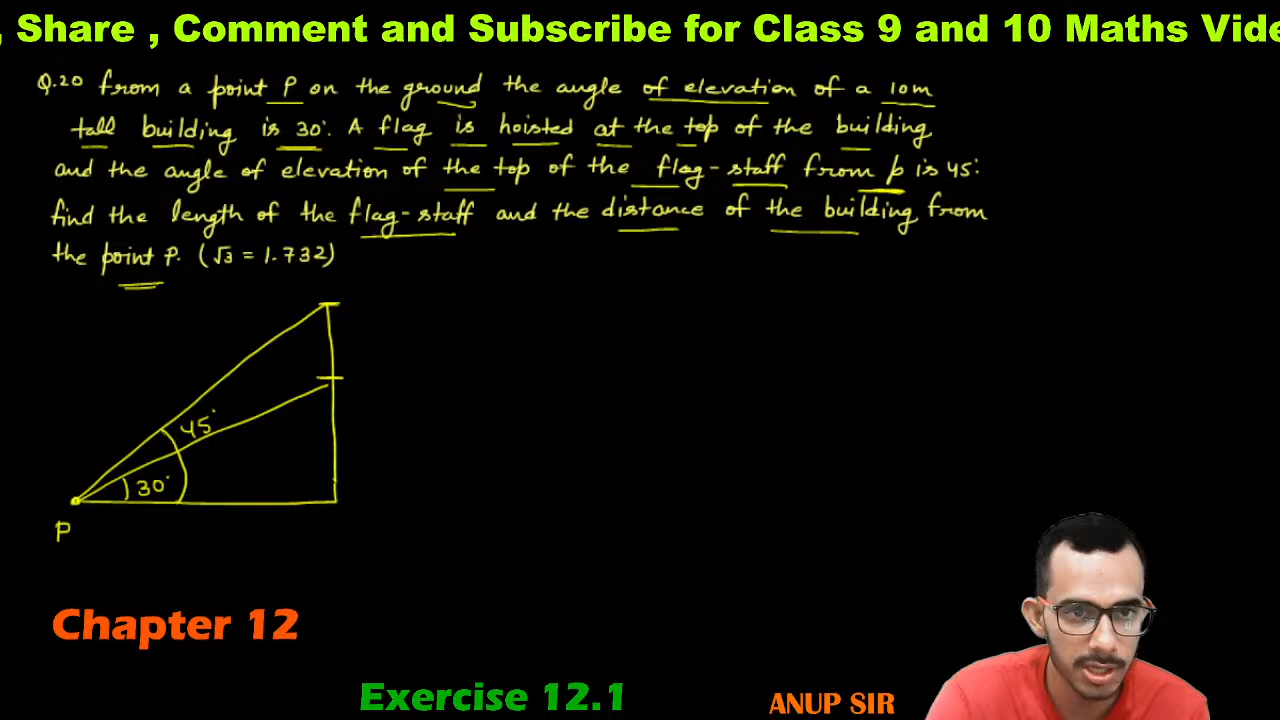 , Share , Comment and Subscribe for Class 9 and 10 Maths Vide
Q.20 from a point P on the ground the angle of elevation of a 10m
tall building is 30°. A flag is hoisted at the top of the building
and the angle of elevation of the top of the flag-staff from P is 45°.
find the length of the flag-staff and the distance of the building from
the point P. (√3 = 1.732)
45°
30°
P
Chapter 12
Exercise 12.1
ANUP SIR